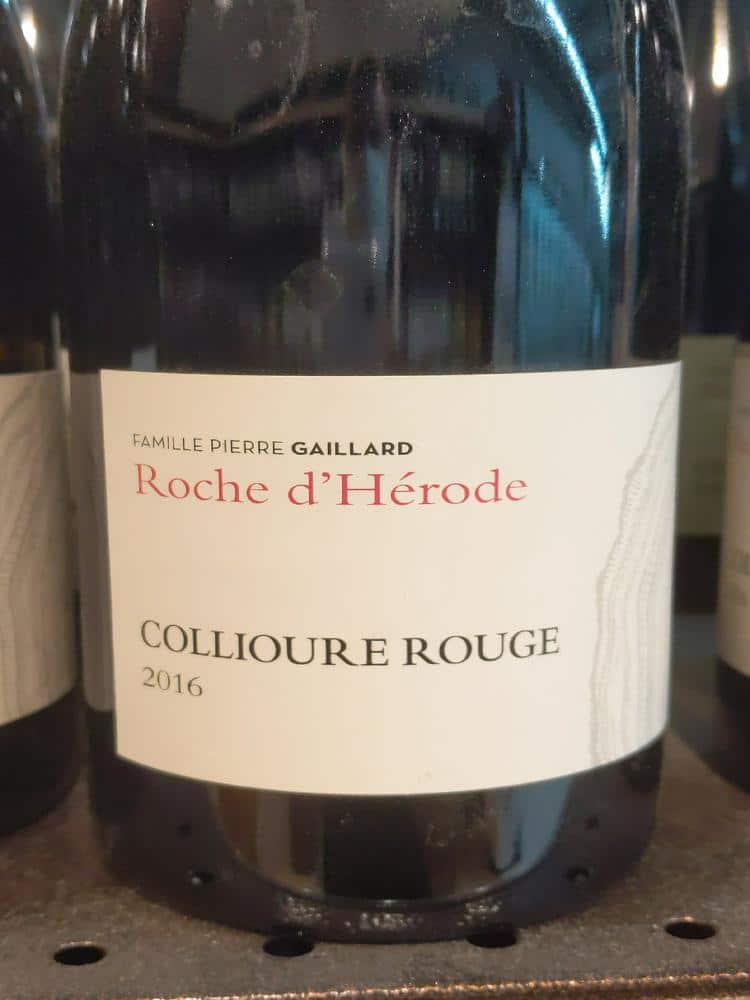 FAMILLE PIERRE GAILLARD
Roche d'Hérode
COLLIOURE ROUGE
2016